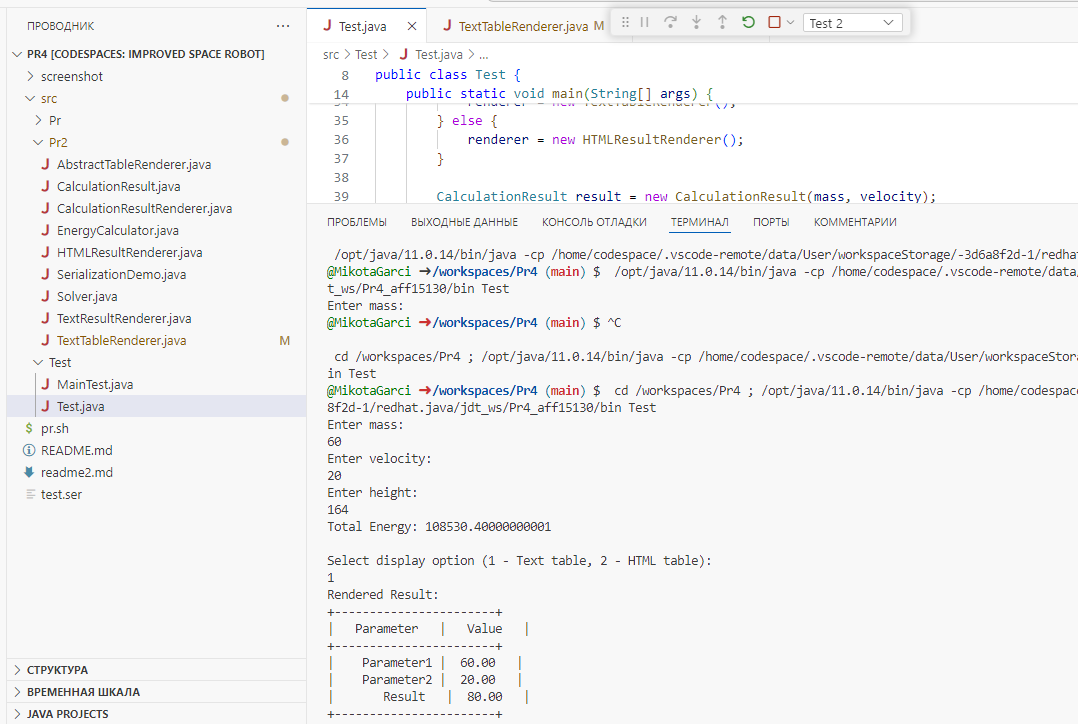 ПРОВОДНИК ...
PR4 [CODESPACES: IMPROVED SPACE ROBOT]
screenshot
src
Pr
Pr2
J AbstractTableRenderer.java
J CalculationResult.java
J CalculationResultRenderer.java
J EnergyCalculator.java
J HTMLResultRenderer.java
J SerializationDemo.java
J Solver.java
J TextResultRenderer.java
J TextTableRenderer.java M
Test
J MainTest.java
J Test.java
$ pr.sh
README.md
readme2.md
test.ser
СТРУКТУРА
ВРЕМЕННАЯ ШКАЛА
JAVA PROJECTS
J Test.java
J TextTableRenderer.java M
Test 2
src > Test > J Test.java > ...
8 public class Test {
14 public static void main(String[] args) {
34 renderer = new TextTableRenderer();
35 } else {
36 renderer = new HTMLResultRenderer();
37 }
38
39 CalculationResult result = new CalculationResult(mass, velocity);
ПРОБЛЕМЫ ВЫХОДНЫЕ ДАННЫЕ КОНСОЛЬ ОТЛАДКИ ТЕРМИНАЛ ПОРТЫ КОММЕНТАРИИ
/opt/java/11.0.14/bin/java -cp /home/codespace/.vscode-remote/data/User/workspaceStorage/-3d6a8f2d-1/redha
@MikotaGarci ➜/workspaces/Pr4 (main) $ /opt/java/11.0.14/bin/java -cp /home/codespace/.vscode-remote/data/
t_ws/Pr4_aff15130/bin Test
Enter mass:
@MikotaGarci ➜/workspaces/Pr4 (main) $ ^C
cd /workspaces/Pr4 ; /opt/java/11.0.14/bin/java -cp /home/codespace/.vscode-remote/data/User/workspaceStora
in Test
@MikotaGarci ➜/workspaces/Pr4 (main) $ cd /workspaces/Pr4 ; /opt/java/11.0.14/bin/java -cp /home/codespac
8f2d-1/redhat.java/jdt_ws/Pr4_aff15130/bin Test
Enter mass:
60
Enter velocity:
20
Enter height:
164
Total Energy: 108530.40000000001
Select display option (1 - Text table, 2 - HTML table):
1
Rendered Result:
+-----------------------+
| Parameter | Value |
+-----------------------+
| Parameter1 | 60.00 |
| Parameter2 | 20.00 |
| Result | 80.00 |
+-----------------------+